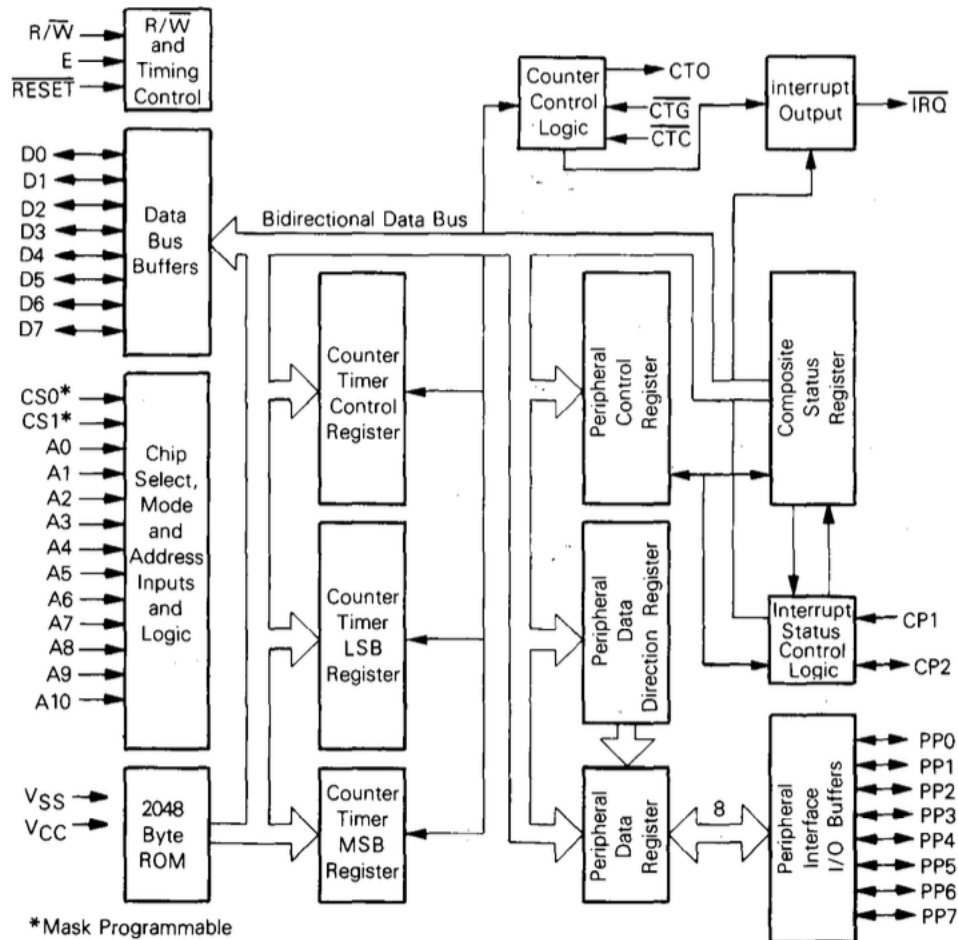 R/W̅
E
R̅E̅S̅E̅T̅
R/W̅
and
Timing
Control
Counter
Control
Logic
CTO
C̅T̅G̅
C̅T̅C̅
interrupt
Output
I̅R̅Q̅
D0
D1
D2
D3
D4
D5
D6
D7
Data
Bus
Buffers
Bidirectional Data Bus
Counter
Timer
Control
Register
Peripheral
Control
Register
Composite
Status
Register
CS0*
CS1*
A0
A1
A2
A3
A4
A5
A6
A7
A8
A9
A10
Chip
Select,
Mode
and
Address
Inputs
and
Logic
Counter
Timer
LSB
Register
Peripheral
Data
Direction Register
Interrupt
Status
Control
Logic
CP1
CP2
VSS
VCC
2048
Byte
ROM
Counter
Timer
MSB
Register
Peripheral
Data
Register
8
Peripheral
Interface
I/O Buffers
PP0
PP1
PP2
PP3
PP4
PP5
PP6
PP7
*Mask Programmable